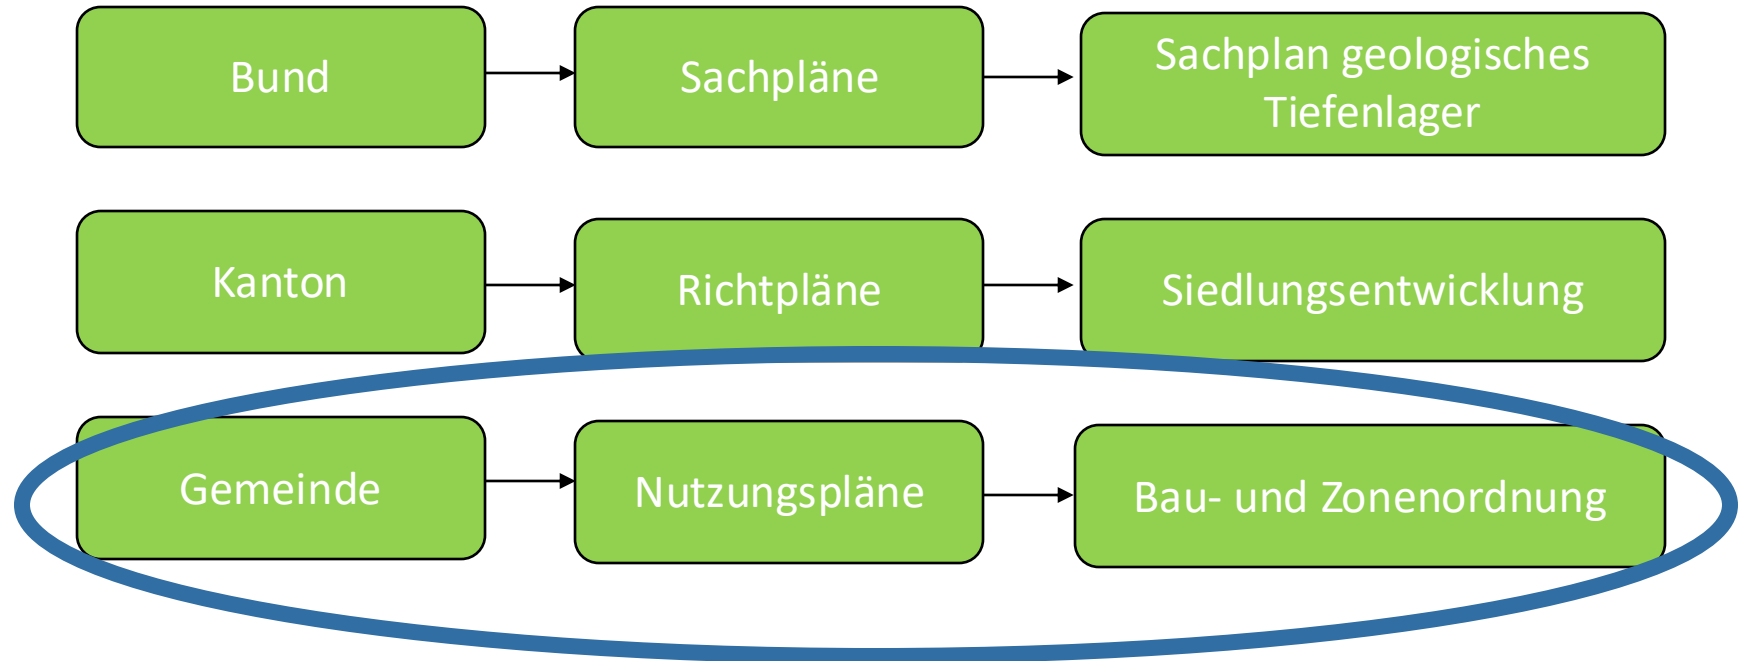 Bund
Sachpläne
Sachplan geologisches
Tiefenlager
Kanton
Richtpläne
Siedlungsentwicklung
Gemeinde
Nutzungspläne
Bau- und Zonenordnung